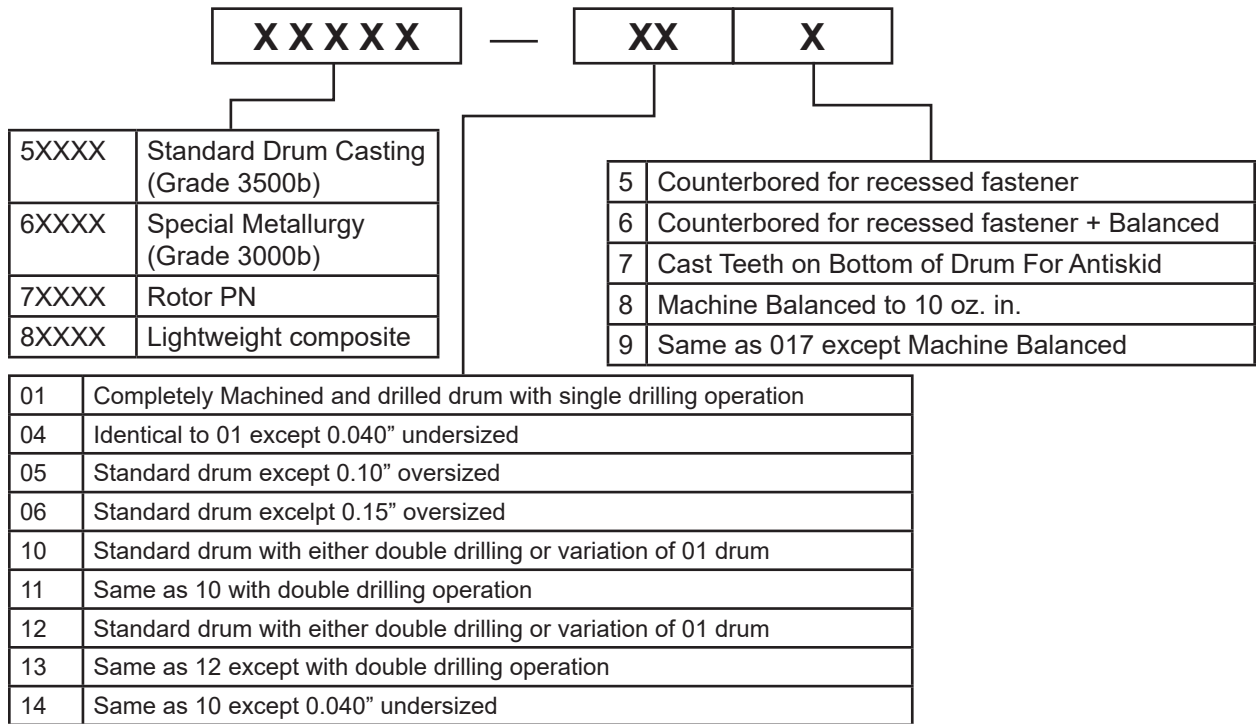 X X X X X — XX X
5XXXX Standard Drum Casting
(Grade 3500b)
6XXXX Special Metallurgy
(Grade 3000b)
7XXXX Rotor PN
8XXXX Lightweight composite
5 Counterbored for recessed fastener
6 Counterbored for recessed fastener + Balanced
7 Cast Teeth on Bottom of Drum For Antiskid
8 Machine Balanced to 10 oz. in.
9 Same as 017 except Machine Balanced
01 Completely Machined and drilled drum with single drilling operation
04 Identical to 01 except 0.040” undersized
05 Standard drum except 0.10” oversized
06 Standard drum excelpt 0.15” oversized
10 Standard drum with either double drilling or variation of 01 drum
11 Same as 10 with double drilling operation
12 Standard drum with either double drilling or variation of 01 drum
13 Same as 12 except with double drilling operation
14 Same as 10 except 0.040” undersized